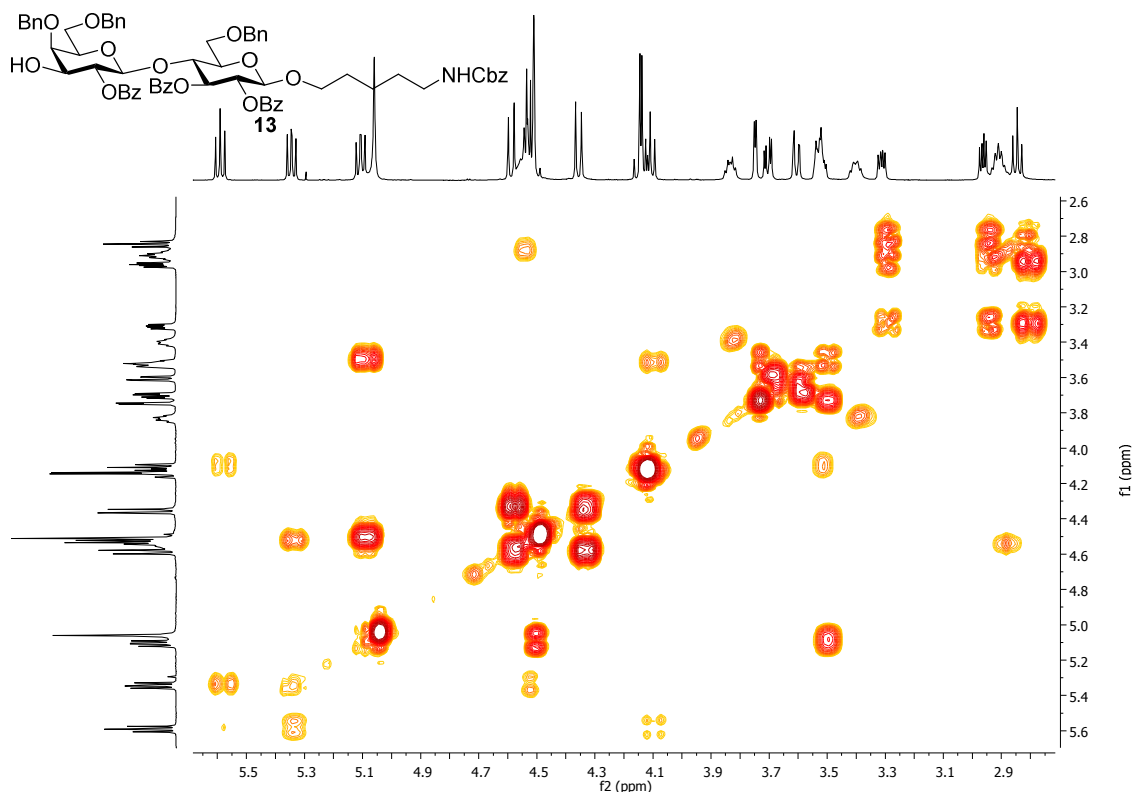 BnO OBn
O
HO
OBz
O
OBn
O
BzO
OBz
O
NHCbz
13
2.6
2.8
3.0
3.2
3.4
3.6
3.8
4.0
4.2
4.4
4.6
4.8
5.0
5.2
5.4
5.6
f1 (ppm)
5.5 5.3 5.1 4.9 4.7 4.5 4.3 4.1 3.9 3.7 3.5 3.3 3.1 2.9
f2 (ppm)